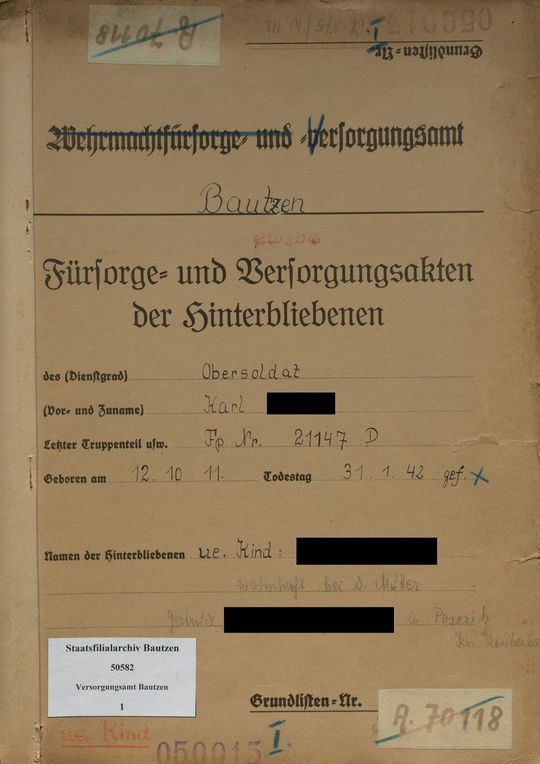 R. 70118
050015
I
Grundlisten-Nr.
Wehrmachtfürsorge- und -Versorgungsamt
Bautzen
Fürsorge- und Versorgungsakten
der Hinterbliebenen
des (Dienstgrad) Obersoldat
(Vor- und Zuname) Karl
Letzter Truppenteil usw. Fp. Nr. 21147 D
Geboren am 12. 10. 11. Todestag 31. 1. 42 gef.
Namen der Hinterbliebenen ue. Kind:
wohnhaft bei d. Mutter
Gertrud in
Staatsfilialarchiv Bautzen
50582
Versorgungsamt Bautzen
1
Grundlisten-Nr.
R. 70118
ue. Kind
050015 I.